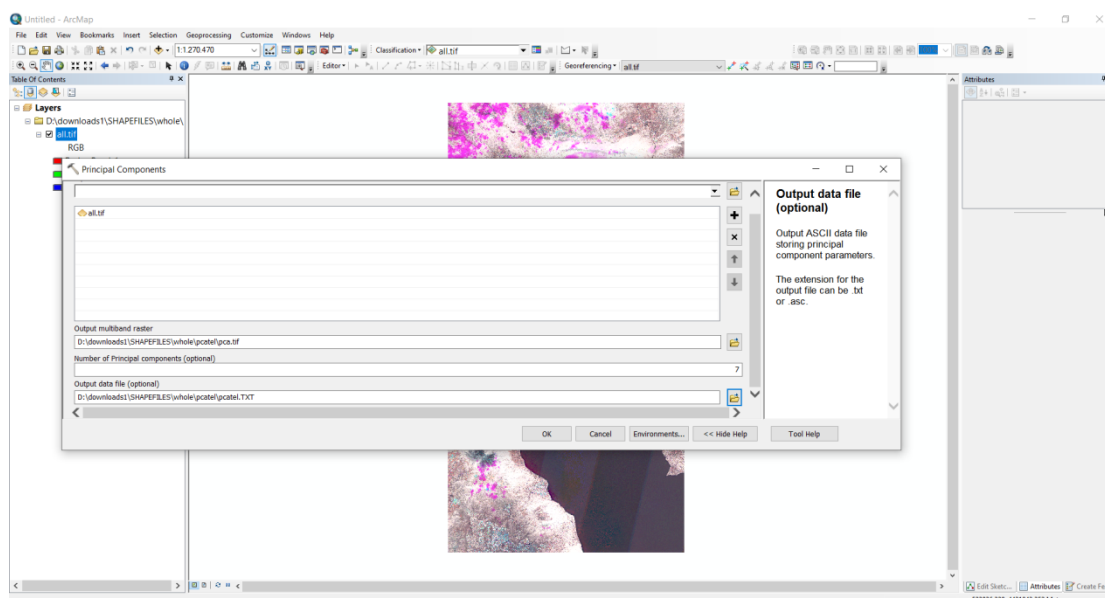 Untitled - ArcMap
File Edit View Bookmarks Insert Selection Geoprocessing Customize Windows Help
1:1.270.470 Classification all.tif
Editor Georeferencing all.tif
Table Of Contents
Layers
D:\downloads1\SHAPEFILES\whole\
all.tif
RGB
Attributes
Principal Components
all.tif
Output multiband raster
D:\downloads1\SHAPEFILES\whole\pcatel\pca.tif
Number of Principal components (optional)
7
Output data file (optional)
D:\downloads1\SHAPEFILES\whole\pcatel\pcatel.TXT
OK Cancel Environments... << Hide Help Tool Help
Output data file (optional)
Output ASCII data file
storing principal
component parameters.
The extension for the
output file can be .txt
or .asc.
Edit Sketc... Attributes Create Fe